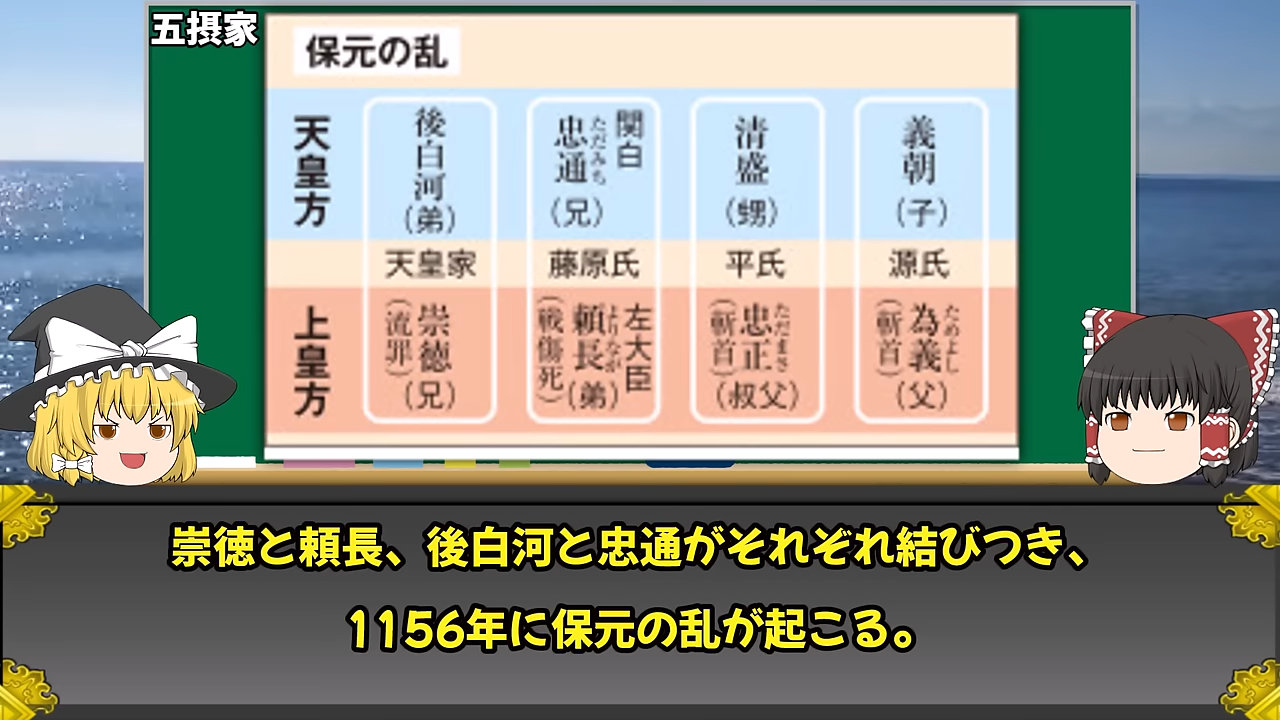 五摂家
保元の乱
天皇方
後白河
(弟)
関白
忠通
ただみち
(兄)
清盛
(甥)
義朝
(子)
天皇家
藤原氏
平氏
源氏
上皇方
崇徳
(兄)
(流罪)
左大臣
頼長
よりなが
(弟)
(戦傷死)
忠正
ただまさ
(叔父)
(斬首)
為義
ためよし
(父)
(斬首)
崇徳と頼長、後白河と忠通がそれぞれ結びつき、
1156年に保元の乱が起こる。